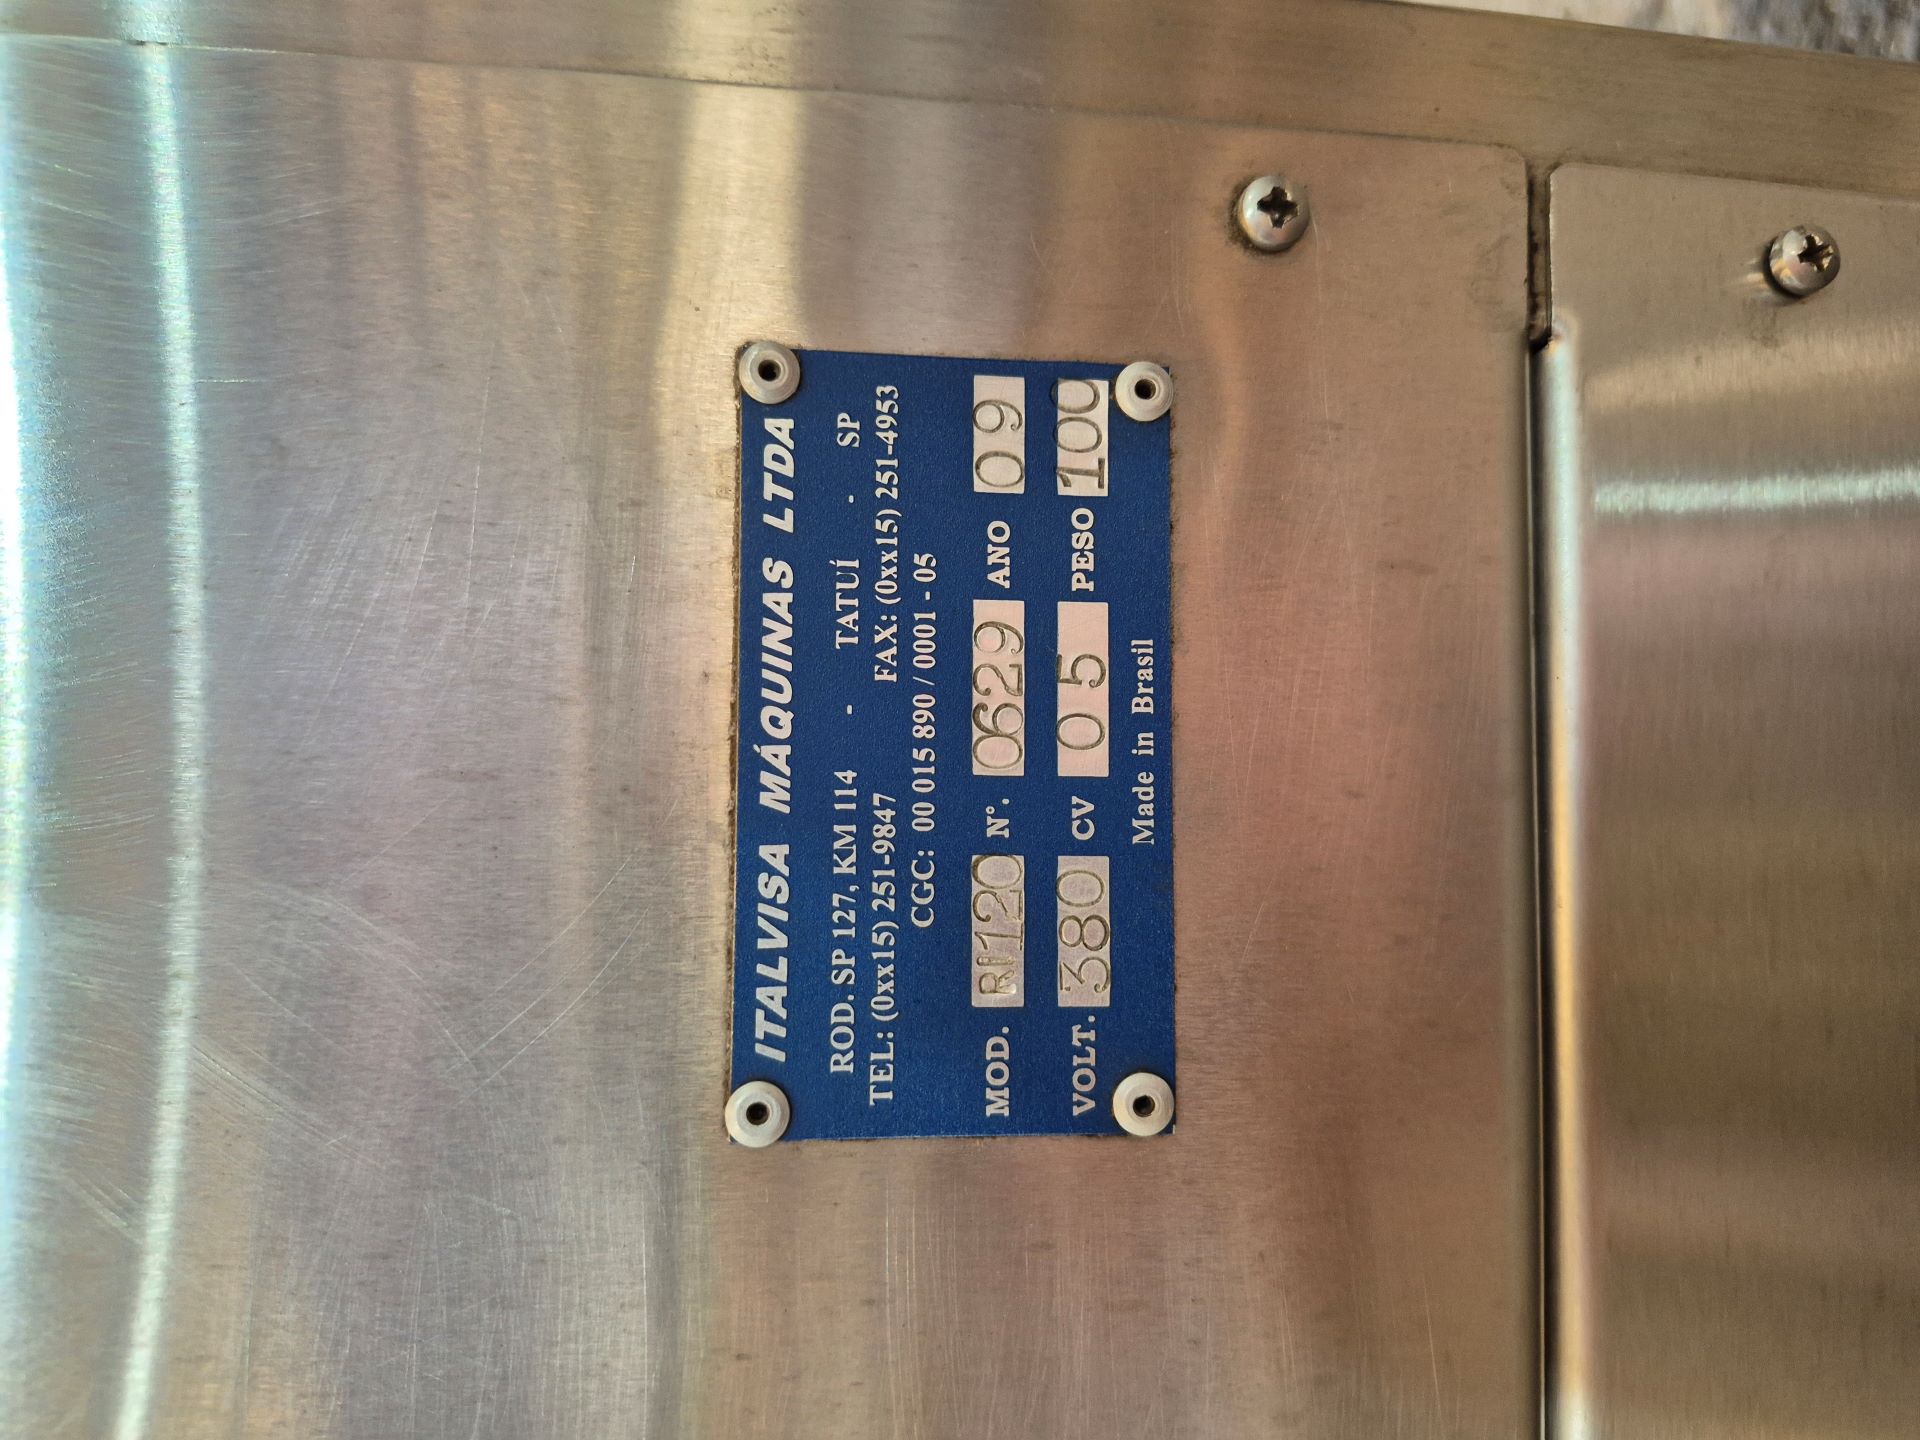 ITALVISA MÁQUINAS LTDA
ROD. SP 127, KM 114 - TATUÍ - SP
TEL: (0xx15) 251-9847 FAX: (0xx15) 251-4953
CGC: 00 015 890 / 0001 - 05
MOD. RI120 Nº. 0629 ANO 09
VOLT. 380 CV 05 PESO 100
Made in Brasil